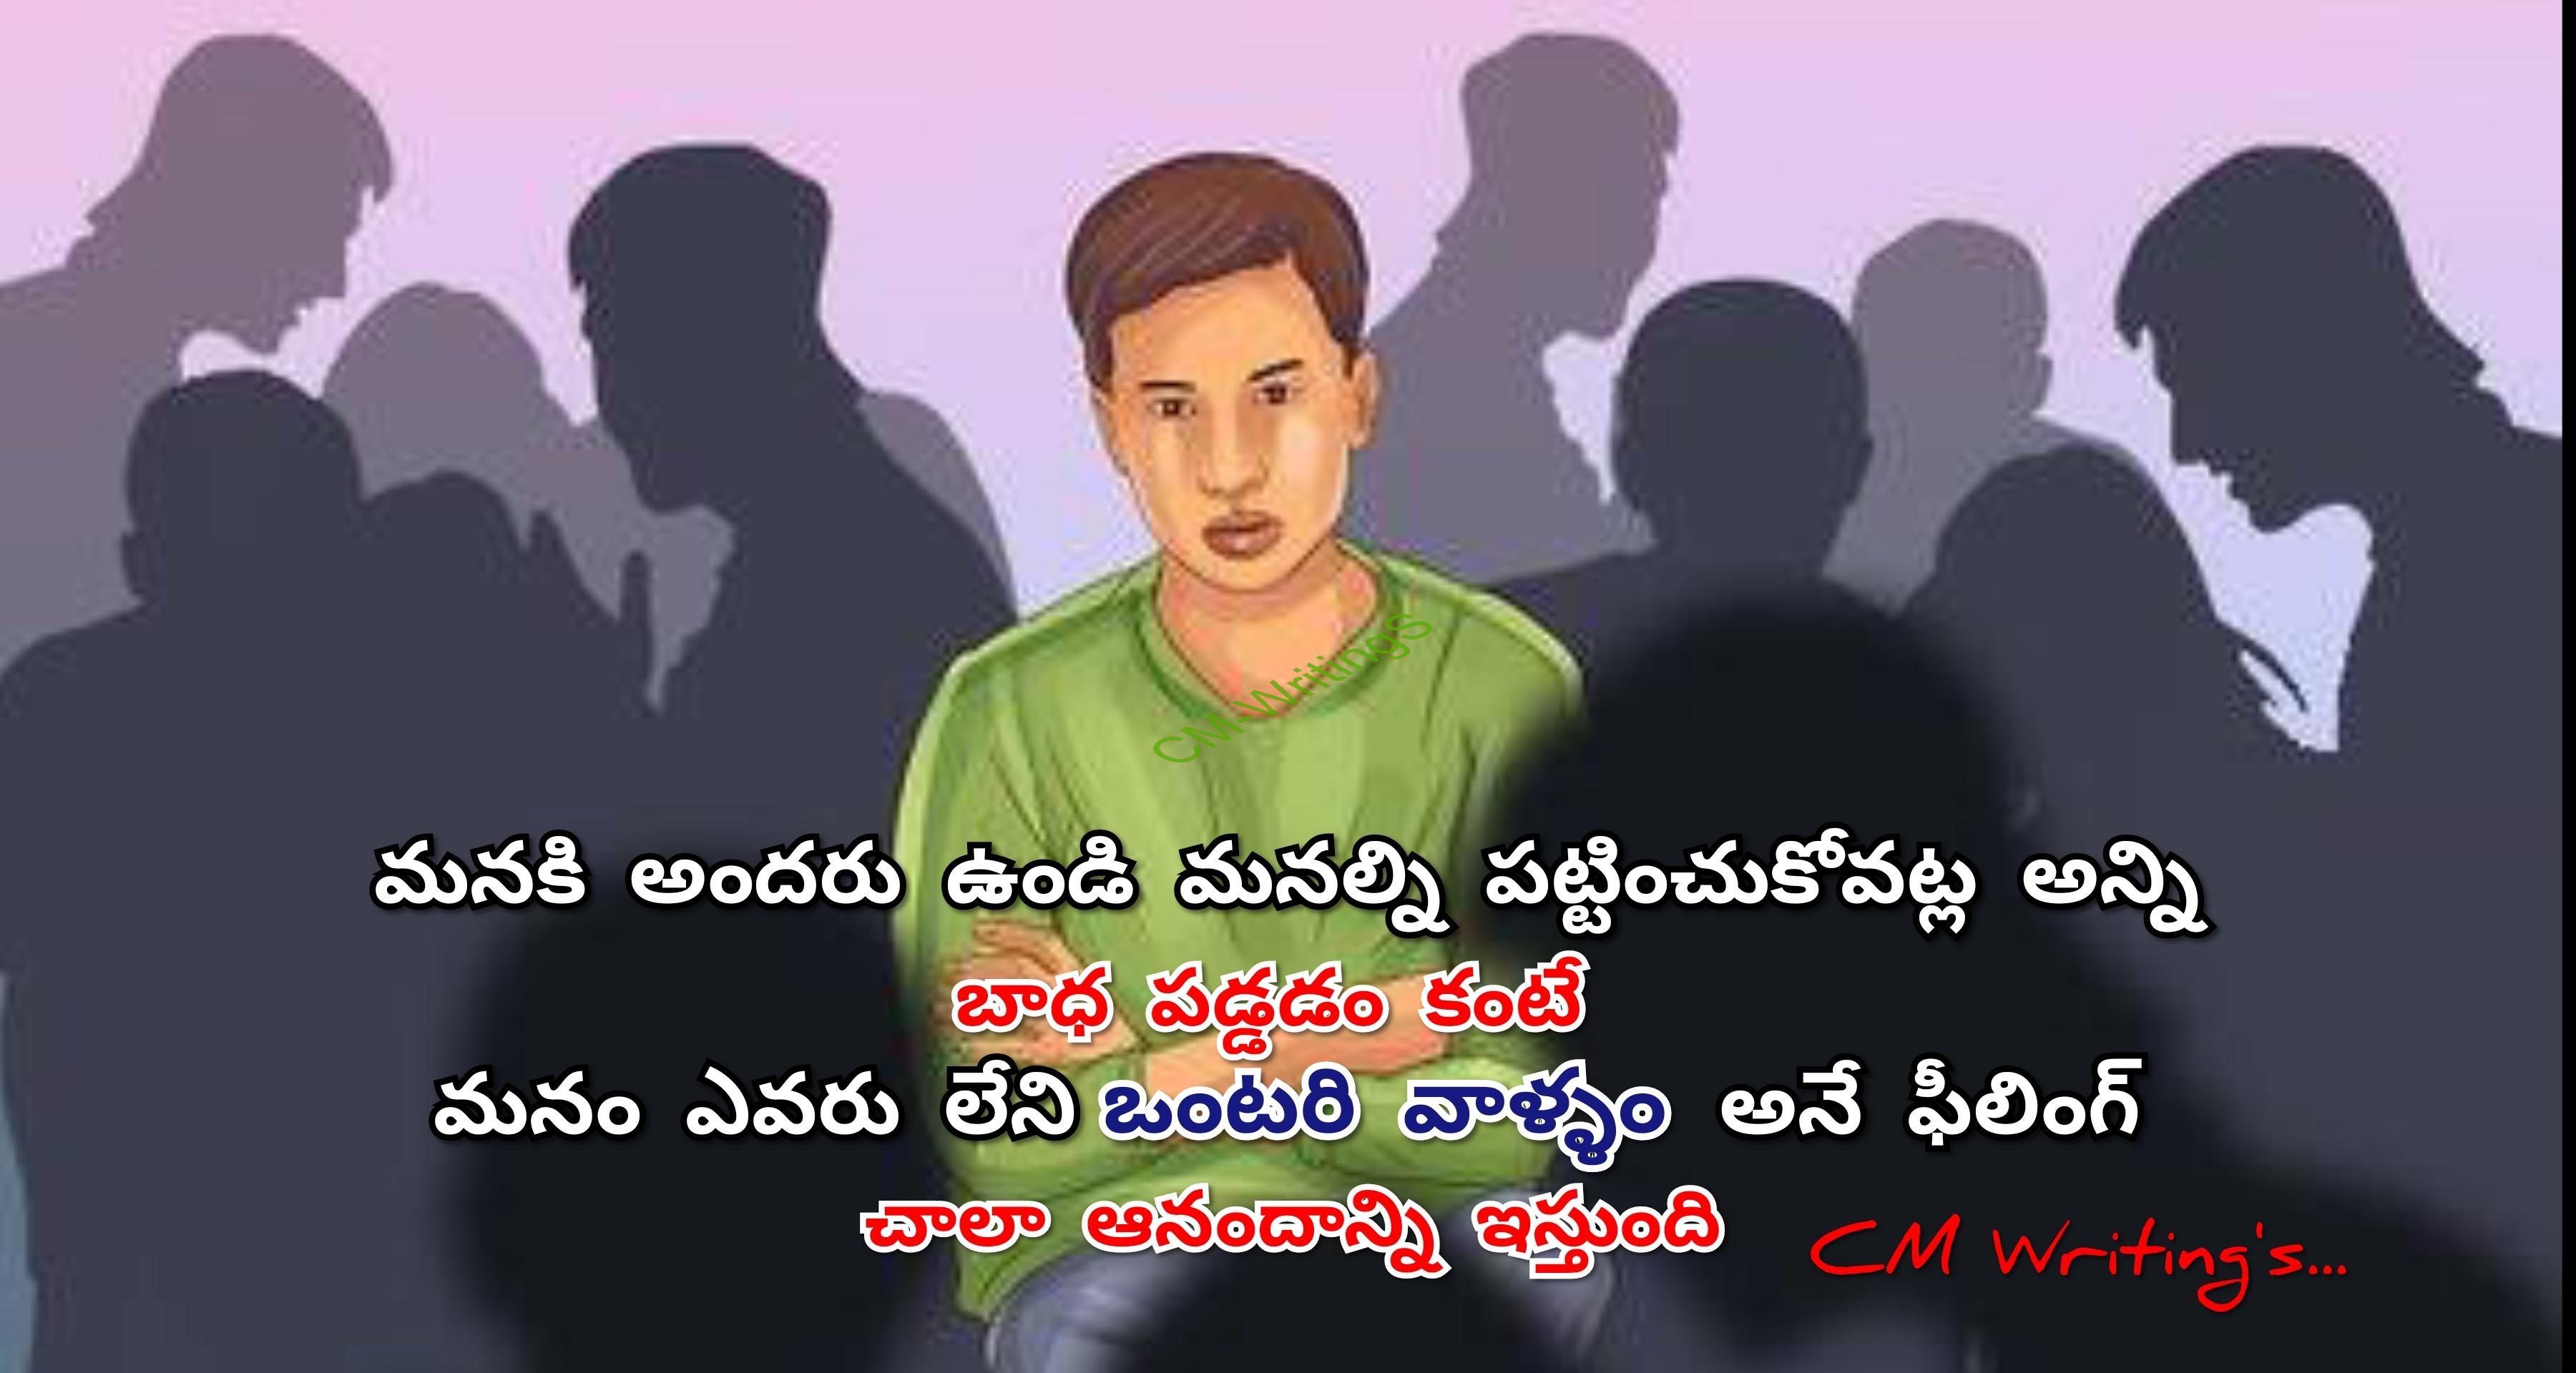 CM-Writings
మనకి అందరు ఉండి మనల్ని పట్టించుకోవట్ల అన్ని
బాధ పడ్డడం కంటే
మనం ఎవరు లేని ఒంటరి వాళ్ళం అనే ఫీలింగ్
చాలా ఆనందాన్ని ఇస్తుంది
CM Writing's...